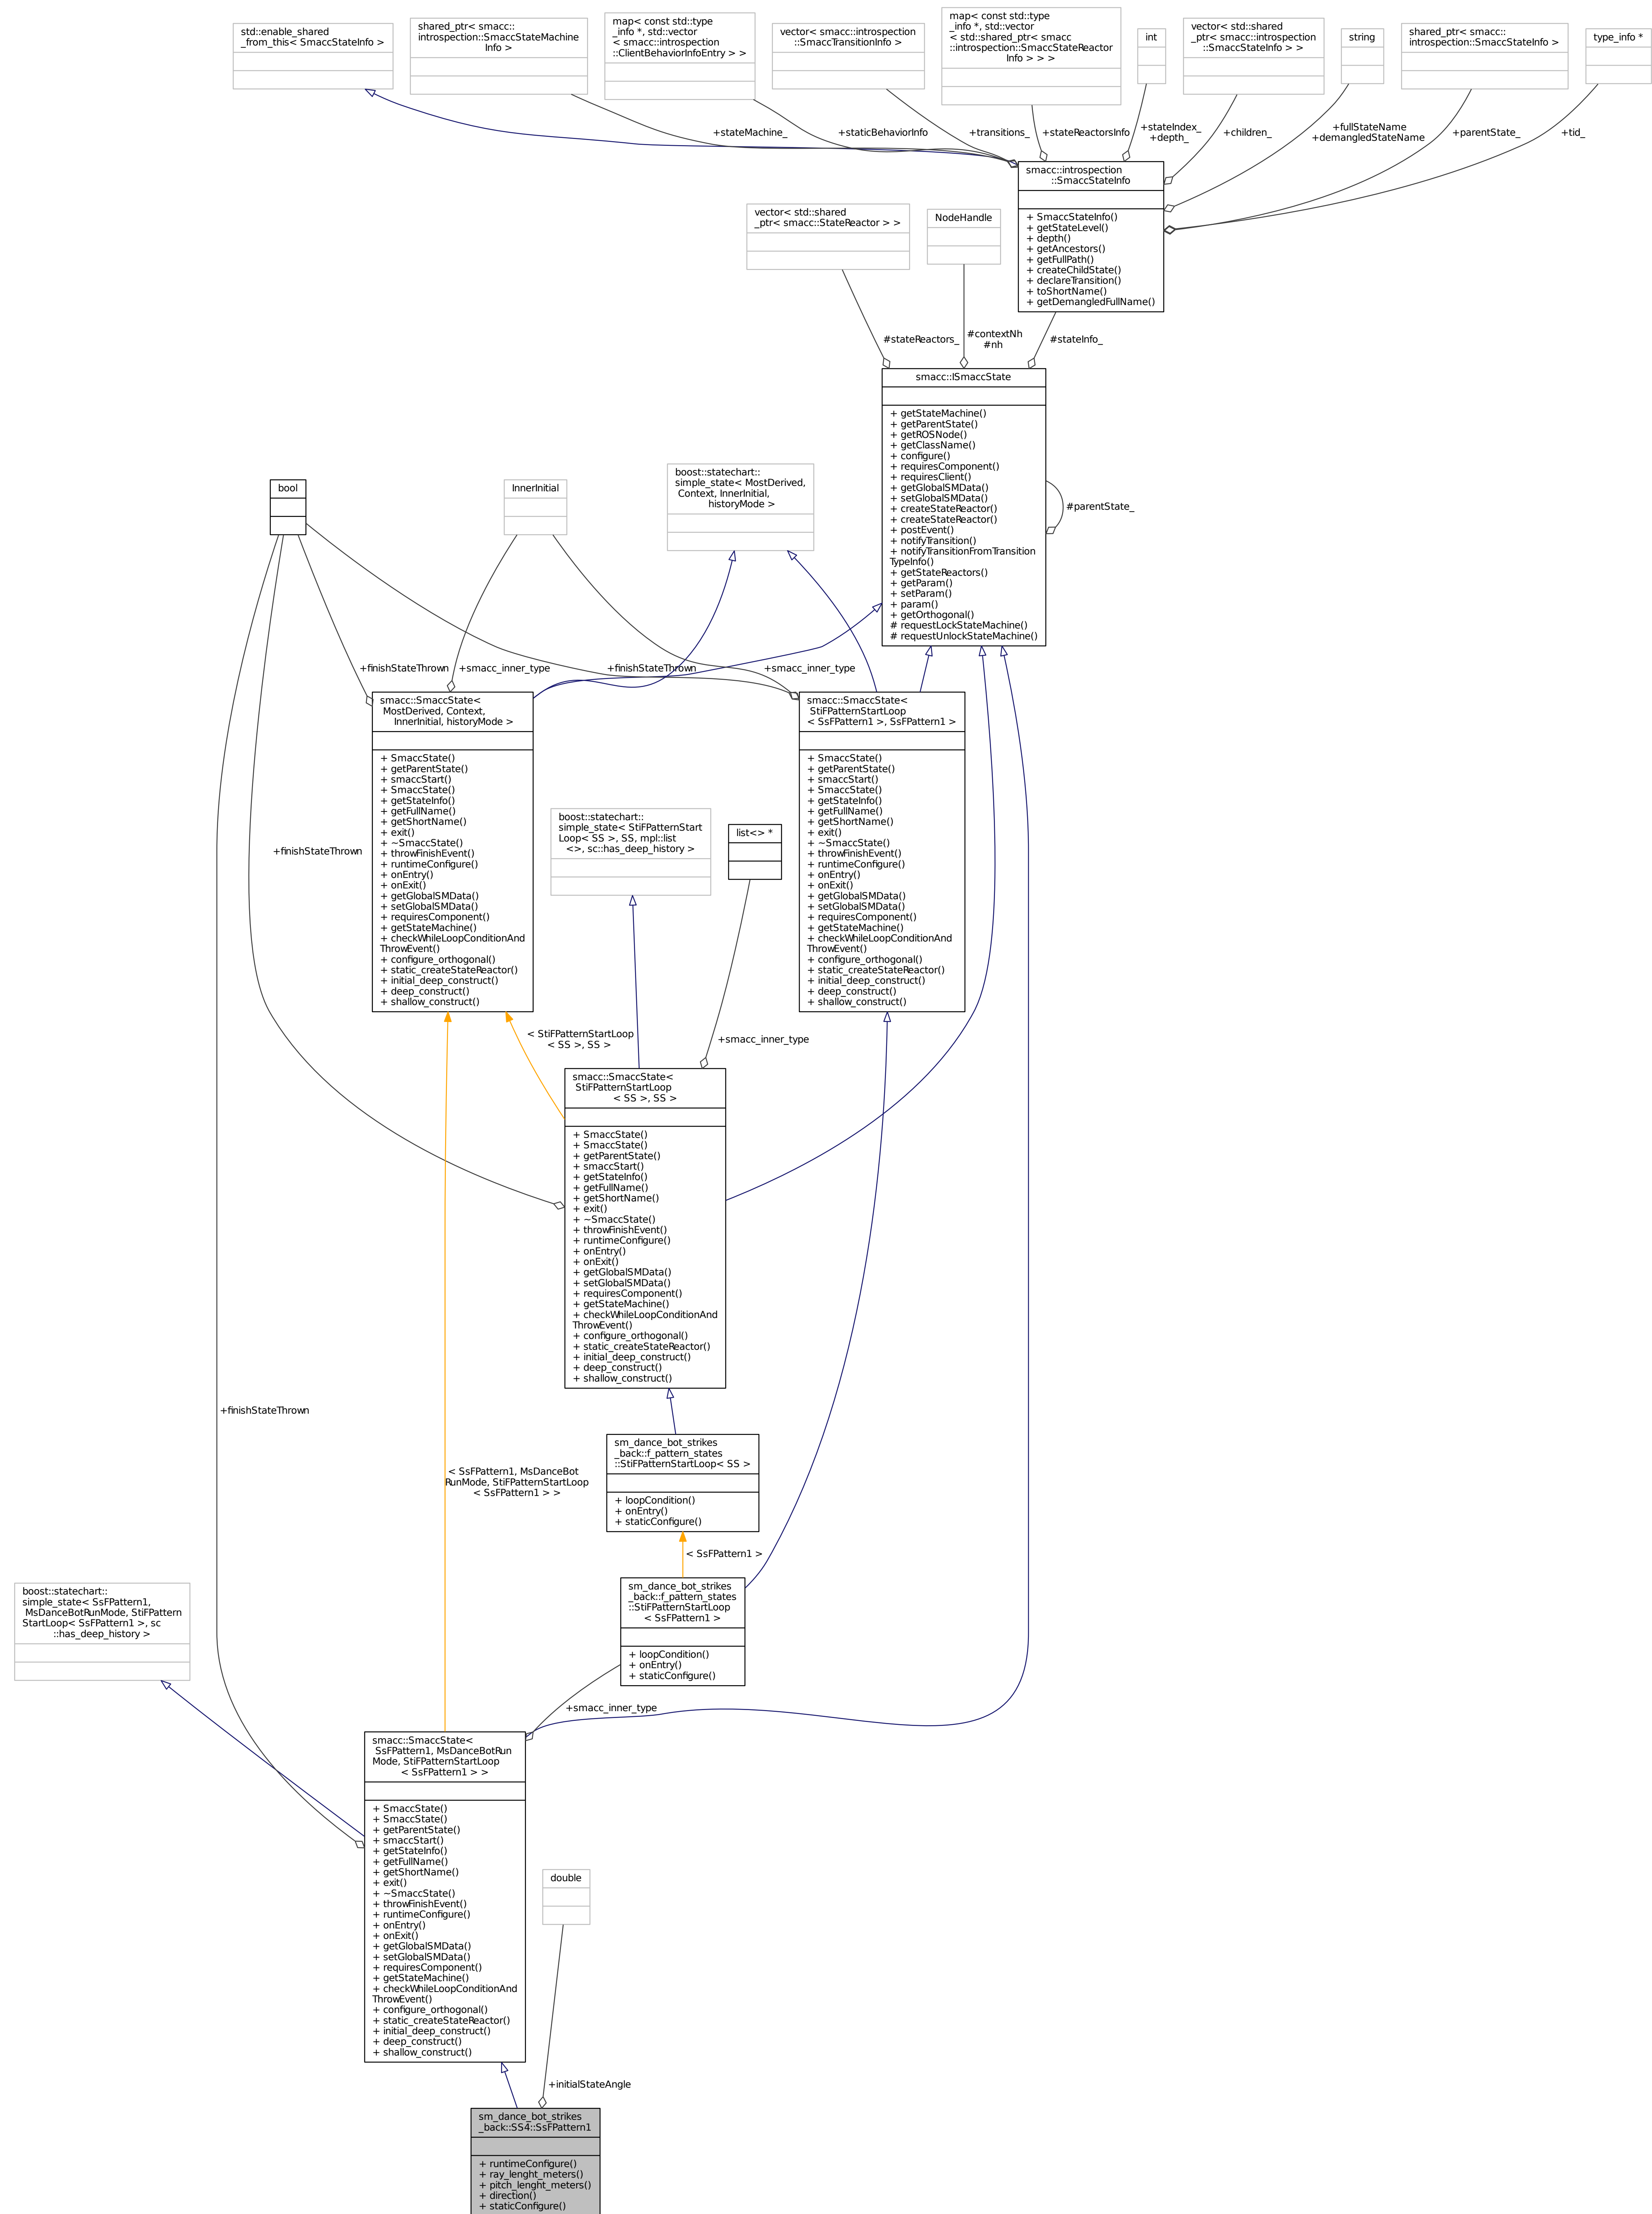 std::enable_shared
_from_this< SmaccStateInfo >
shared_ptr< smacc::
introspection::SmaccStateMachine
Info >
map< const std::type
_info *, std::vector
< smacc::introspection
::ClientBehaviorInfoEntry > >
vector< smacc::introspection
::SmaccTransitionInfo >
map< const std::type
_info *, std::vector
< std::shared_ptr< smacc
::introspection::SmaccStateReactor
Info > > >
int
vector< std::shared
_ptr< smacc::introspection
::SmaccStateInfo > >
string
shared_ptr< smacc::
introspection::SmaccStateInfo >
type_info *
+stateMachine_
+staticBehaviorInfo
+transitions_
+stateReactorsInfo
+stateIndex_
+depth_
+children_
+fullStateName
+demangledStateName
+parentState_
+tid_
smacc::introspection
::SmaccStateInfo
+ SmaccStateInfo()
+ getStateLevel()
+ depth()
+ getAncestors()
+ getFullPath()
+ createChildState()
+ declareTransition()
+ toShortName()
+ getDemangledFullName()
vector< std::shared
_ptr< smacc::StateReactor > >
NodeHandle
#stateReactors_
#contextNh
#nh
#stateInfo_
smacc::ISmaccState
+ getStateMachine()
+ getParentState()
+ getROSNode()
+ getClassName()
+ configure()
+ requiresComponent()
+ requiresClient()
+ getGlobalSMData()
+ setGlobalSMData()
+ createStateReactor()
+ createStateReactor()
+ postEvent()
+ notifyTransition()
+ notifyTransitionFromTransition
TypeInfo()
+ getStateReactors()
+ getParam()
+ setParam()
+ param()
+ getOrthogonal()
# requestLockStateMachine()
# requestUnlockStateMachine()
#parentState_
bool
InnerInitial
boost::statechart::
simple_state< MostDerived,
Context, InnerInitial,
historyMode >
+finishStateThrown
+smacc_inner_type
+finishStateThrown
+smacc_inner_type
smacc::SmaccState<
MostDerived, Context,
InnerInitial, historyMode >
+ SmaccState()
+ getParentState()
+ smaccStart()
+ SmaccState()
+ getStateInfo()
+ getFullName()
+ getShortName()
+ exit()
+ ~SmaccState()
+ throwFinishEvent()
+ runtimeConfigure()
+ onEntry()
+ onExit()
+ getGlobalSMData()
+ setGlobalSMData()
+ requiresComponent()
+ getStateMachine()
+ checkWhileLoopConditionAnd
ThrowEvent()
+ configure_orthogonal()
+ static_createStateReactor()
+ initial_deep_construct()
+ deep_construct()
+ shallow_construct()
smacc::SmaccState<
StiFPatternStartLoop
< SsFPattern1 >, SsFPattern1 >
+ SmaccState()
+ getParentState()
+ smaccStart()
+ SmaccState()
+ getStateInfo()
+ getFullName()
+ getShortName()
+ exit()
+ ~SmaccState()
+ throwFinishEvent()
+ runtimeConfigure()
+ onEntry()
+ onExit()
+ getGlobalSMData()
+ setGlobalSMData()
+ requiresComponent()
+ getStateMachine()
+ checkWhileLoopConditionAnd
ThrowEvent()
+ configure_orthogonal()
+ static_createStateReactor()
+ initial_deep_construct()
+ deep_construct()
+ shallow_construct()
+finishStateThrown
boost::statechart::
simple_state< StiFPatternStart
Loop< SS >, SS, mpl::list
<>, sc::has_deep_history >
list<> *
< StiFPatternStartLoop
< SS >, SS >
+smacc_inner_type
smacc::SmaccState<
StiFPatternStartLoop
< SS >, SS >
+ SmaccState()
+ SmaccState()
+ getParentState()
+ smaccStart()
+ getStateInfo()
+ getFullName()
+ getShortName()
+ exit()
+ ~SmaccState()
+ throwFinishEvent()
+ runtimeConfigure()
+ onEntry()
+ onExit()
+ getGlobalSMData()
+ setGlobalSMData()
+ requiresComponent()
+ getStateMachine()
+ checkWhileLoopConditionAnd
ThrowEvent()
+ configure_orthogonal()
+ static_createStateReactor()
+ initial_deep_construct()
+ deep_construct()
+ shallow_construct()
+finishStateThrown
< SsFPattern1, MsDanceBot
RunMode, StiFPatternStartLoop
< SsFPattern1 > >
sm_dance_bot_strikes
_back::f_pattern_states
::StiFPatternStartLoop< SS >
+ loopCondition()
+ onEntry()
+ staticConfigure()
< SsFPattern1 >
sm_dance_bot_strikes
_back::f_pattern_states
::StiFPatternStartLoop
< SsFPattern1 >
+ loopCondition()
+ onEntry()
+ staticConfigure()
boost::statechart::
simple_state< SsFPattern1,
MsDanceBotRunMode, StiFPattern
StartLoop< SsFPattern1 >, sc
::has_deep_history >
+smacc_inner_type
smacc::SmaccState<
SsFPattern1, MsDanceBotRun
Mode, StiFPatternStartLoop
< SsFPattern1 > >
+ SmaccState()
+ SmaccState()
+ getParentState()
+ smaccStart()
+ getStateInfo()
+ getFullName()
+ getShortName()
+ exit()
+ ~SmaccState()
+ throwFinishEvent()
+ runtimeConfigure()
+ onEntry()
+ onExit()
+ getGlobalSMData()
+ setGlobalSMData()
+ requiresComponent()
+ getStateMachine()
+ checkWhileLoopConditionAnd
ThrowEvent()
+ configure_orthogonal()
+ static_createStateReactor()
+ initial_deep_construct()
+ deep_construct()
+ shallow_construct()
double
+initialStateAngle
sm_dance_bot_strikes
_back::SS4::SsFPattern1
+ runtimeConfigure()
+ ray_lenght_meters()
+ pitch_lenght_meters()
+ direction()
+ staticConfigure()